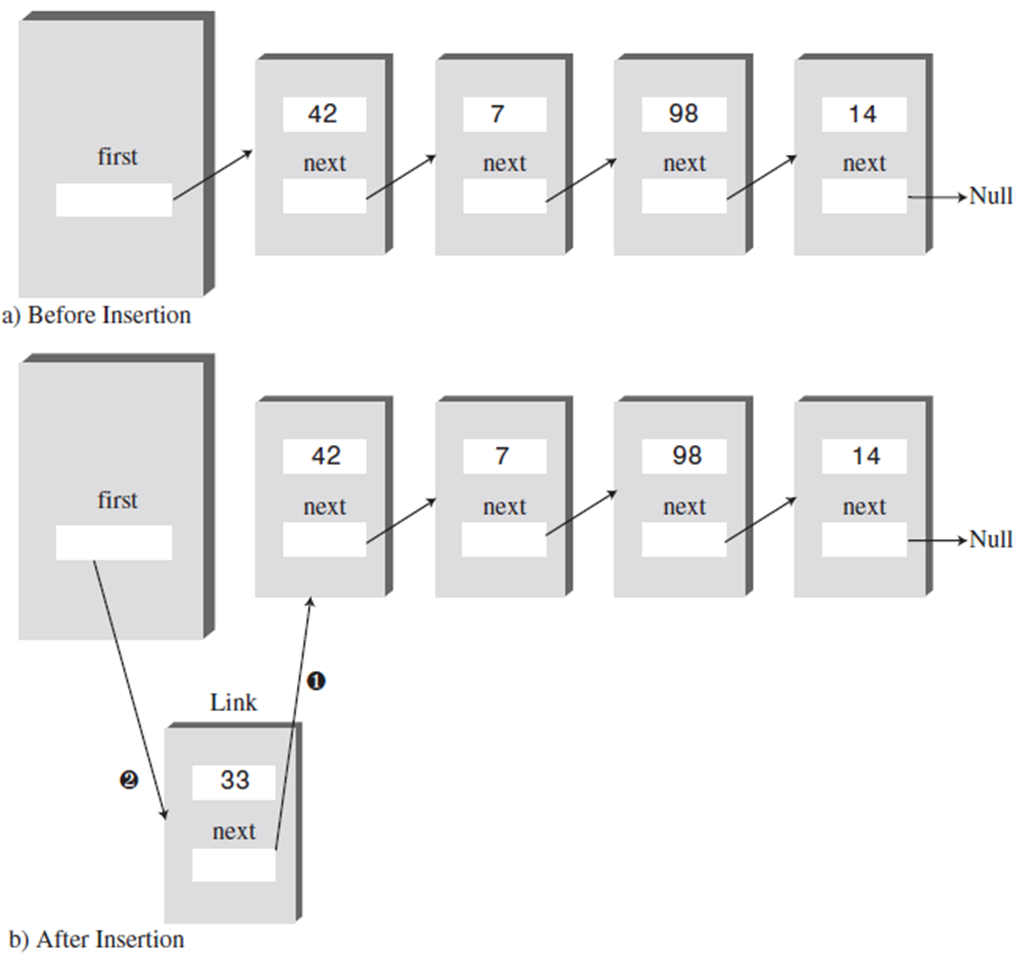 42 7 98 14
first next next next next
Null
a) Before Insertion
42 7 98 14
first next next next next
Null
❶
Link
❷ 33
next
b) After Insertion